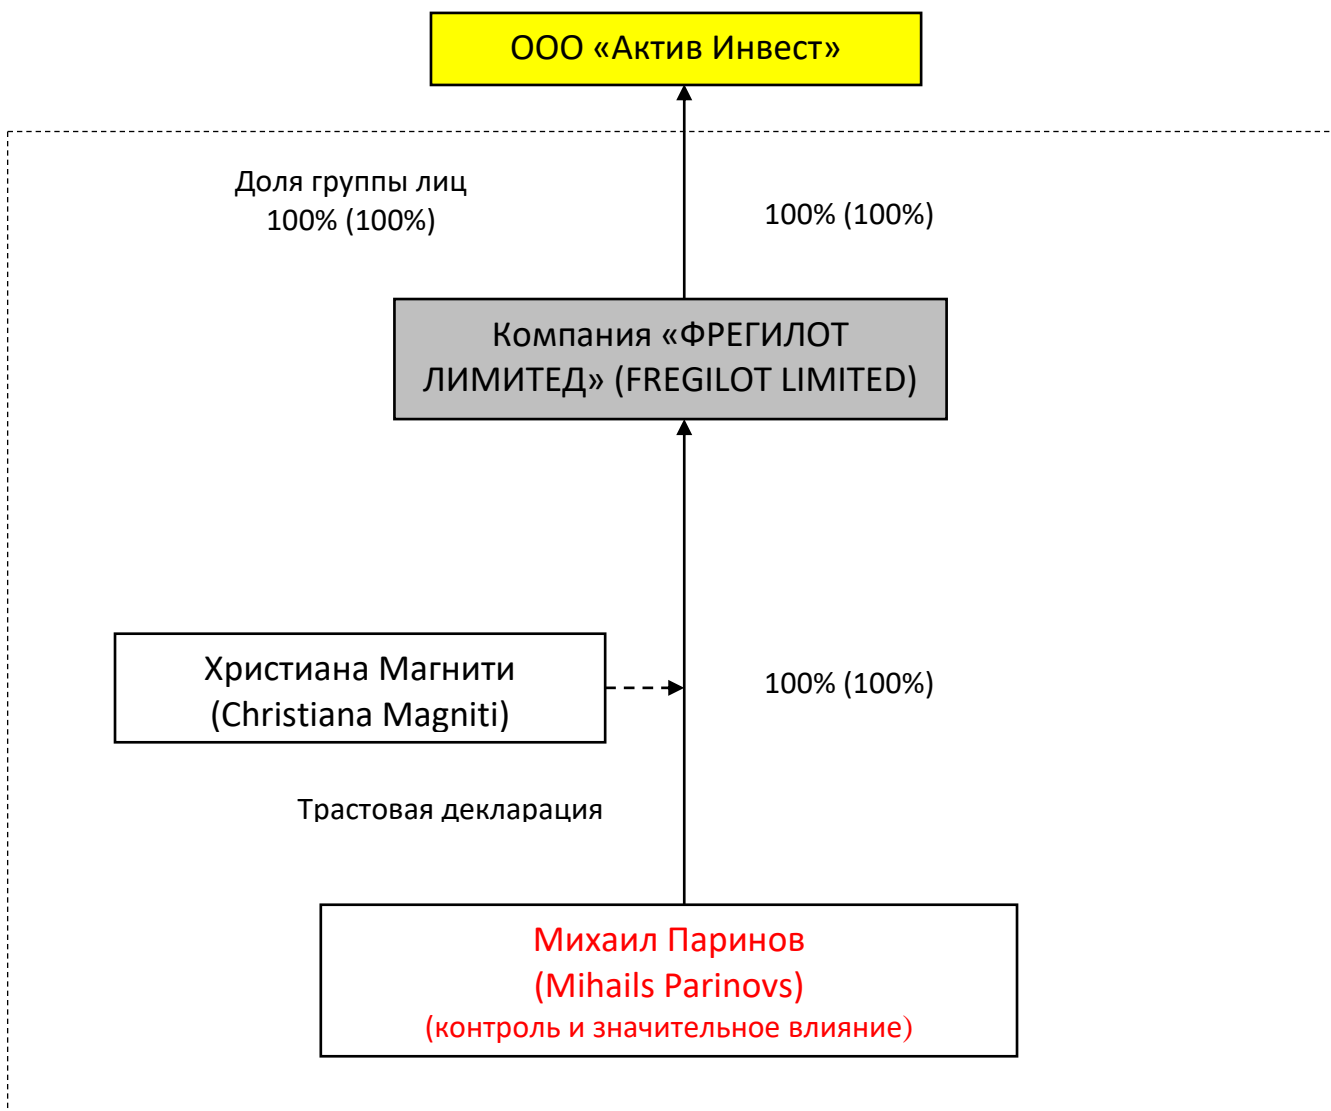 ООО «Актив Инвест»
Доля группы лиц
100% (100%)
100% (100%)
Компания «ФРЕГИЛОТ
ЛИМИТЕД» (FREGILOT LIMITED)
Христиана Магнити
(Christiana Magniti)
100% (100%)
Трастовая декларация
Михаил Паринов
(Mihails Parinovs)
(контроль и значительное влияние)